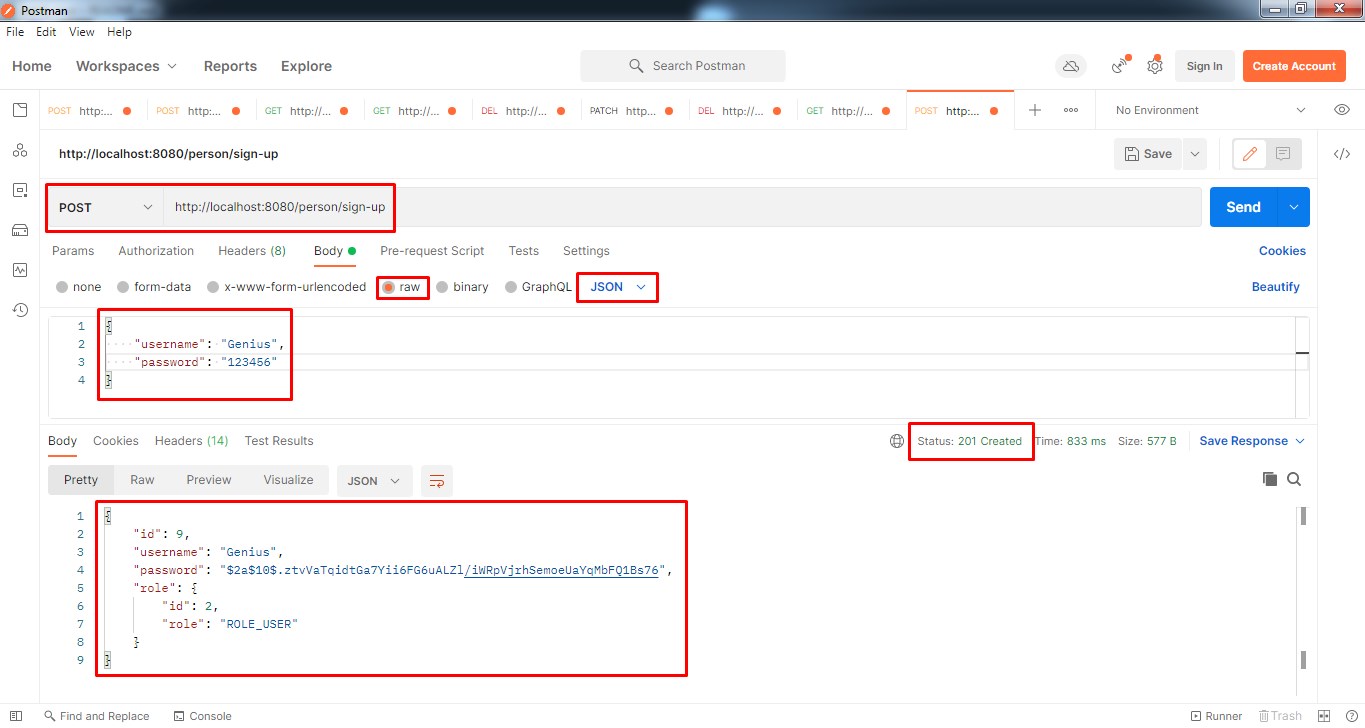 Postman
File Edit View Help
Home Workspaces Reports Explore Search Postman Sign In Create Account
POST http:... POST http:... GET http://... GET http://... DEL http://... PATCH http... DEL http://... GET http://... POST http:... No Environment
http://localhost:8080/person/sign-up Save
POST http://localhost:8080/person/sign-up Send
Params Authorization Headers (8) Body Pre-request Script Tests Settings Cookies
none form-data x-www-form-urlencoded raw binary GraphQL JSON Beautify
1 {
2 "username": "Genius",
3 "password": "123456"
4 }
Body Cookies Headers (14) Test Results Status: 201 Created Time: 833 ms Size: 577 B Save Response
Pretty Raw Preview Visualize JSON
1 {
2 "id": 9,
3 "username": "Genius",
4 "password": "$2a$10$.ztvVaTqidtGa7Yii6FG6uALZl/iWRpVjrhSemoeUaYqMbFQ1Bs76",
5 "role": {
6 "id": 2,
7 "role": "ROLE_USER"
8 }
9 }
Find and Replace Console Runner Trash